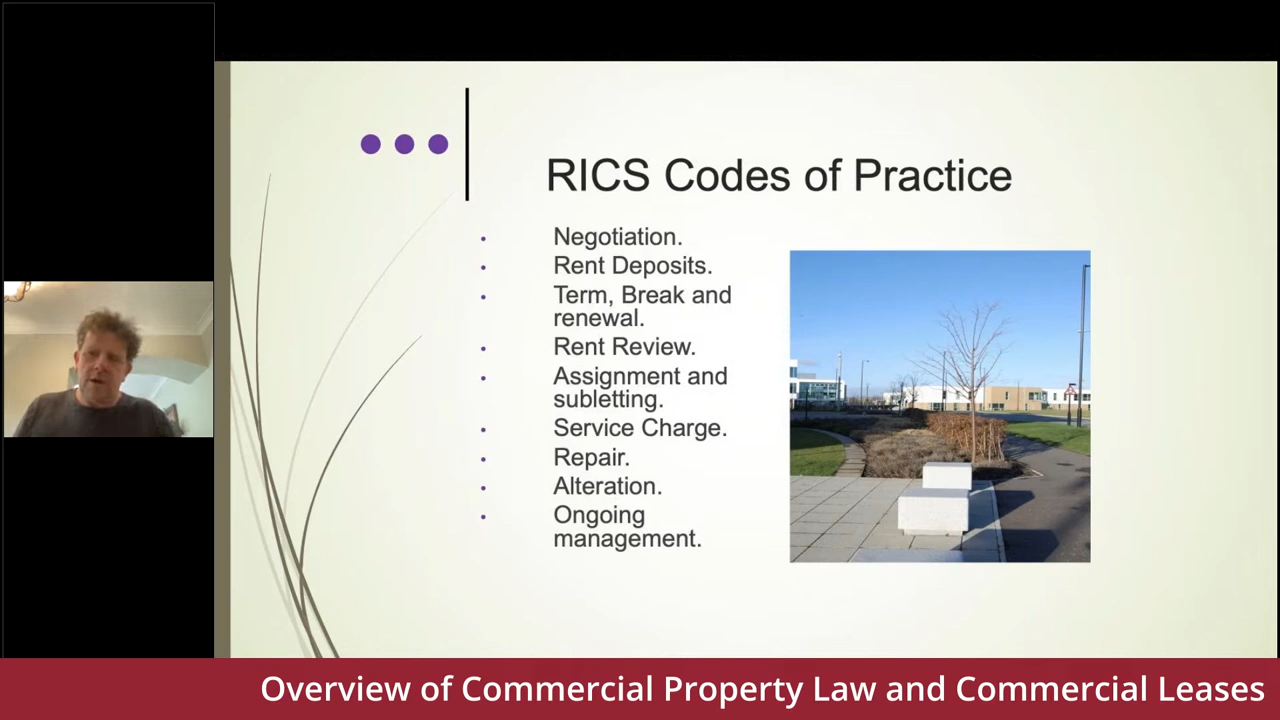 RICS Codes of Practice
Negotiation.
Rent Deposits.
Term, Break and
renewal.
Rent Review.
Assignment and
subletting.
Service Charge.
Repair.
Alteration.
Ongoing
management.
Overview of Commercial Property Law and Commercial Leases